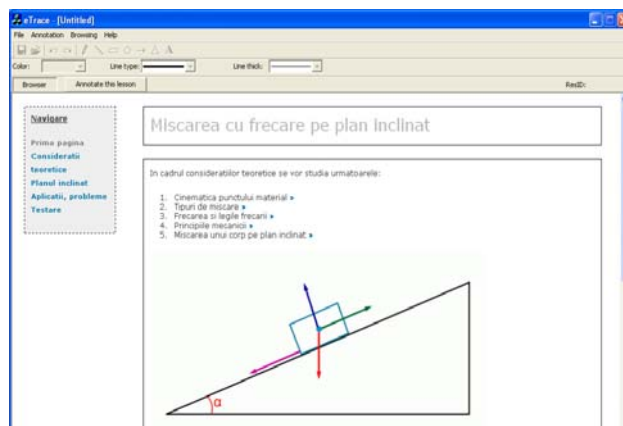 eTrace - [Untitled]
File Annotation Browsing Help
Color: Line type: Line thick:
Browser Annotate this lesson ResID:
Navigare
Prima pagina
Consideratii
teoretice
Planul inclinat
Aplicatii, probleme
Testare
Miscarea cu frecare pe plan inclinat
In cadrul consideratiilor teoretice se vor studia urmatoarele:
1. Cinematica punctului material »
2. Tipuri de miscare »
3. Frecarea si legile frecarii »
4. Principiile mecanicii »
5. Miscarea unui corp pe plan inclinat »
α